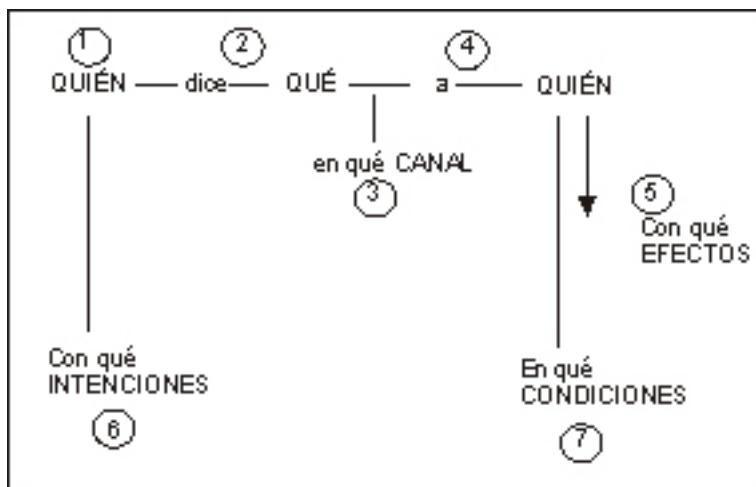 1 2 4
QUIÉN dice QUÉ a QUIÉN
en qué CANAL
3
5
Con qué
EFECTOS
Con qué
INTENCIONES
6
En qué
CONDICIONES
7